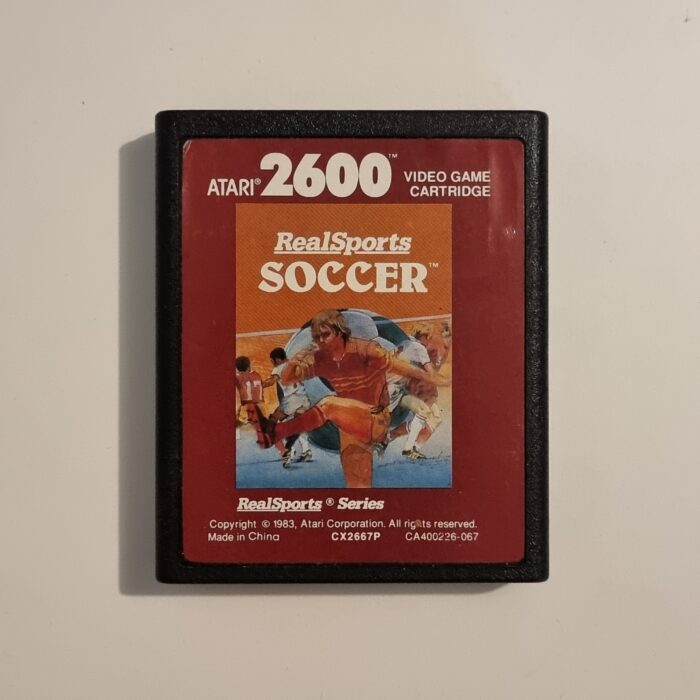 ATARI® 2600™ VIDEO GAME
CARTRIDGE
RealSports
SOCCER™
17
RealSports ® Series
Copyright © 1983, Atari Corporation. All rights reserved.
Made in China CX2667P CA400226-067